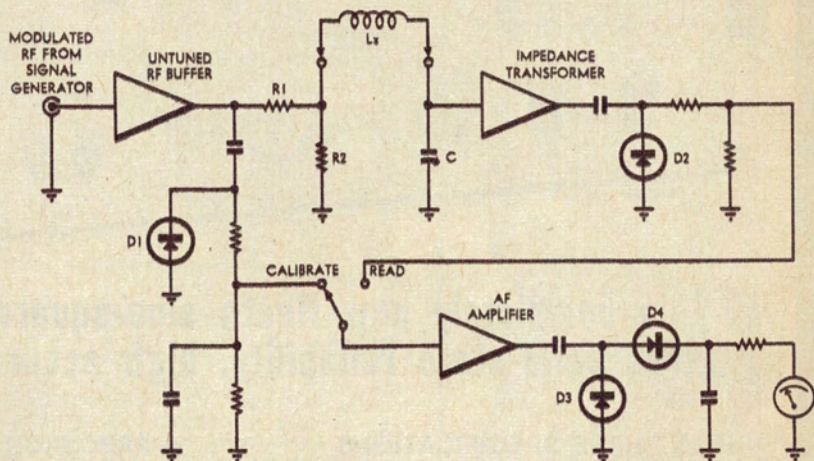 MODULATED
RF FROM
SIGNAL
GENERATOR
UNTUNED
RF BUFFER
R1
Lx
R2
C
IMPEDANCE
TRANSFORMER
D2
D1
CALIBRATE
READ
AF
AMPLIFIER
D4
D3